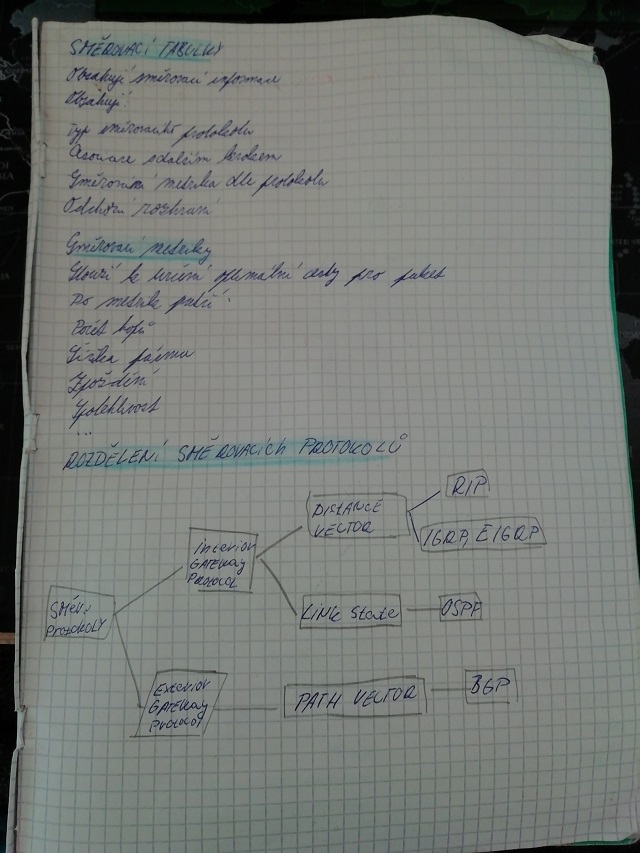 SMĚROVACÍ TABULKY
Obsahují směrovací informace
Obsahují:
Typ směrovacího protokolu
Asociace s dalším krokem
Směrovací metrika dle protokolu
Odchozí rozhraní
Směrovací metriky
Slouží k určení optimální cesty pro paket
Do metrik patří:
Počet hopů
Šířka pásma
Zpoždění
Spolehlivost
...
ROZDĚLENÍ SMĚROVACÍCH PROTOKOLŮ
RIP
DISTANCE
VECTOR
IGRP, EIGRP
Interior
GATEWAY
Protocol
SMĚR.
PROTOKOLY
LINK State
OSPF
Exterior
GATEWAY
Protocol
PATH VECTOR
BGP